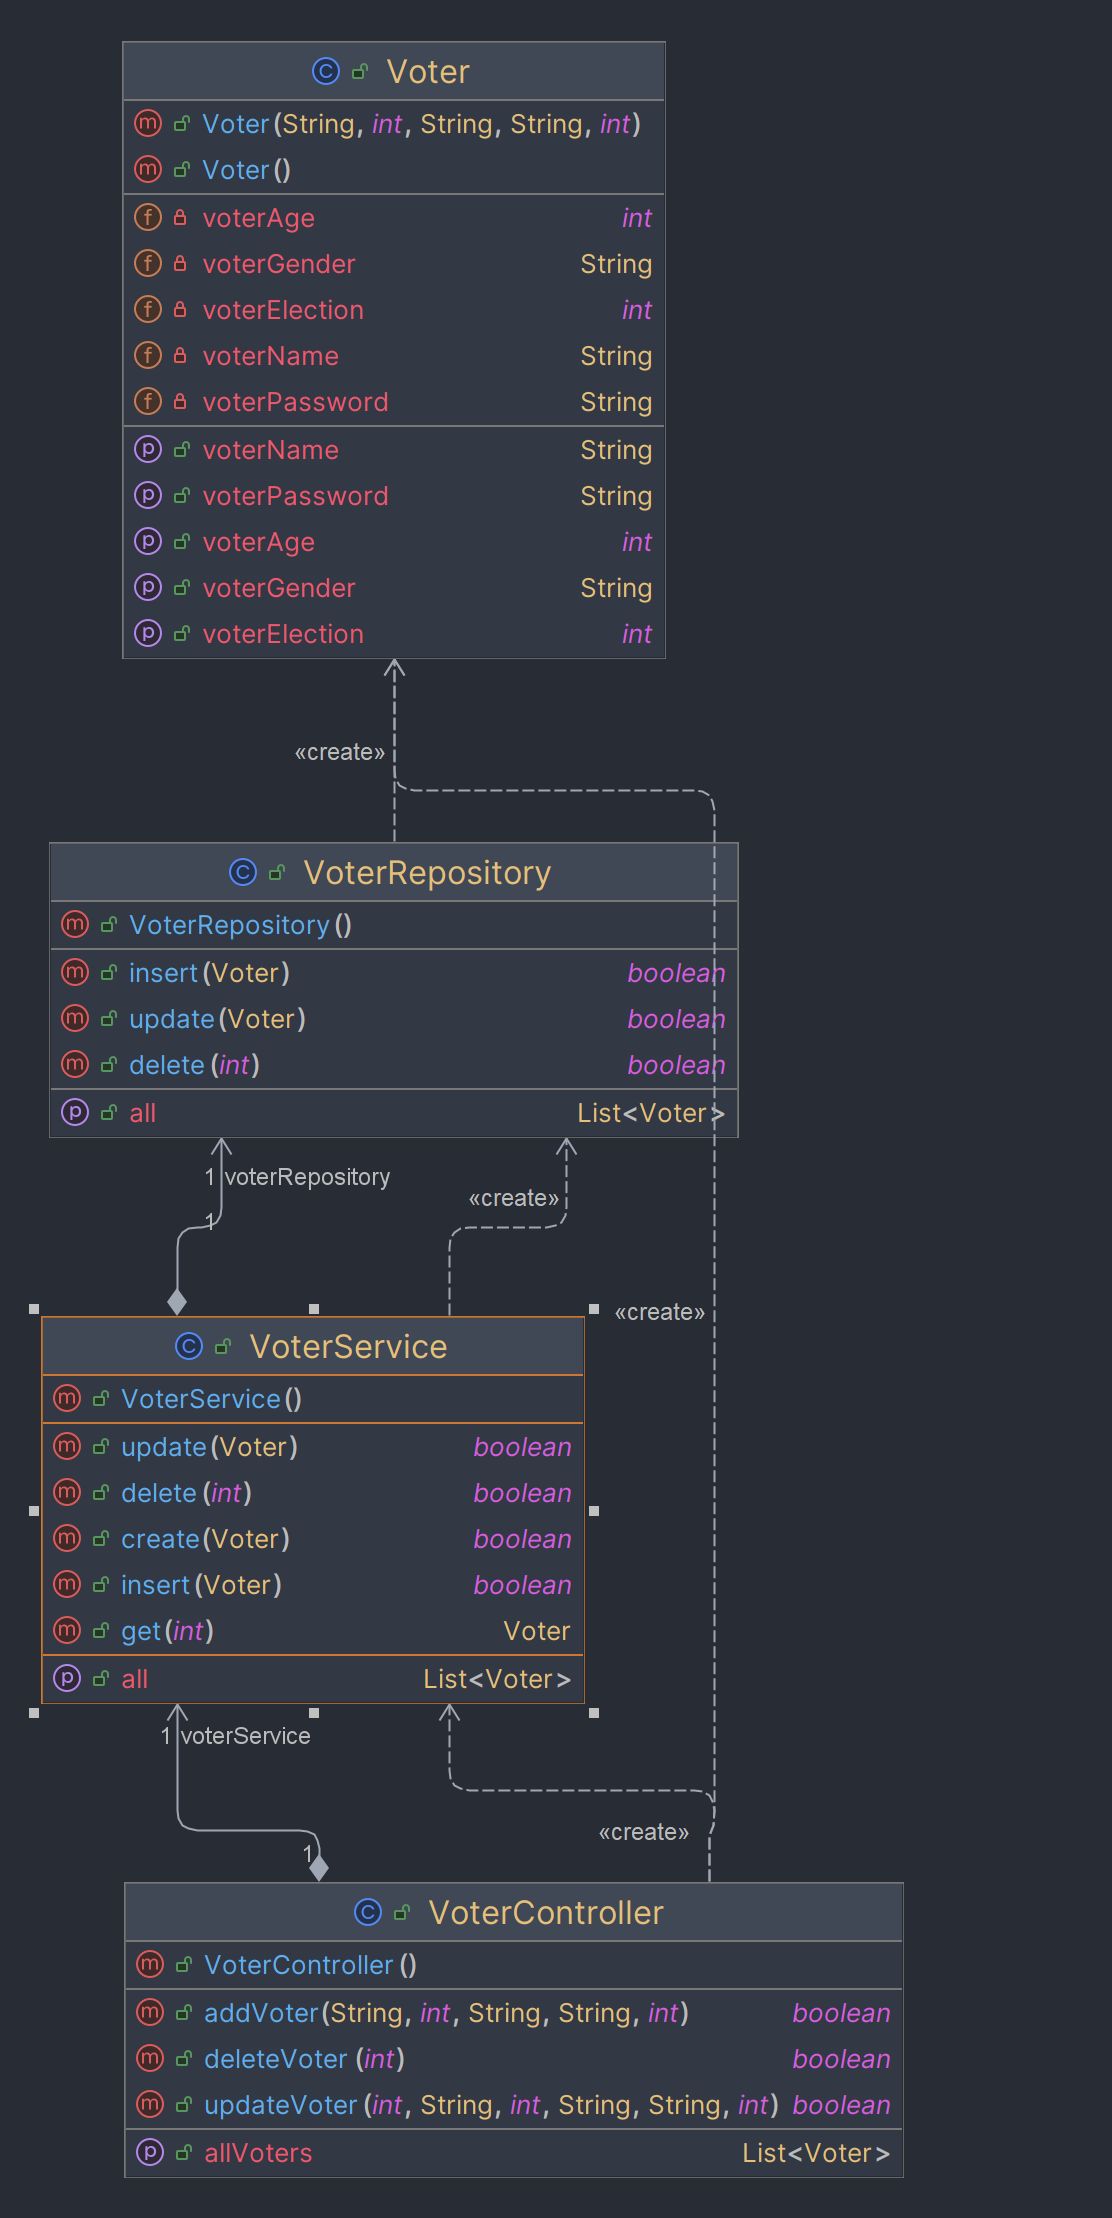 Voter
Voter(String, int, String, String, int)
Voter()
voterAge int
voterGender String
voterElection int
voterName String
voterPassword String
voterName String
voterPassword String
voterAge int
voterGender String
voterElection int
«create»
VoterRepository
VoterRepository()
insert(Voter) boolean
update(Voter) boolean
delete(int) boolean
all List<Voter>
1 voterRepository
«create»
1
VoterService
«create»
VoterService()
update(Voter) boolean
delete(int) boolean
create(Voter) boolean
insert(Voter) boolean
get(int) Voter
all List<Voter>
1 voterService
«create»
1
VoterController
VoterController()
addVoter(String, int, String, String, int) boolean
deleteVoter(int) boolean
updateVoter(int, String, int, String, String, int) boolean
allVoters List<Voter>